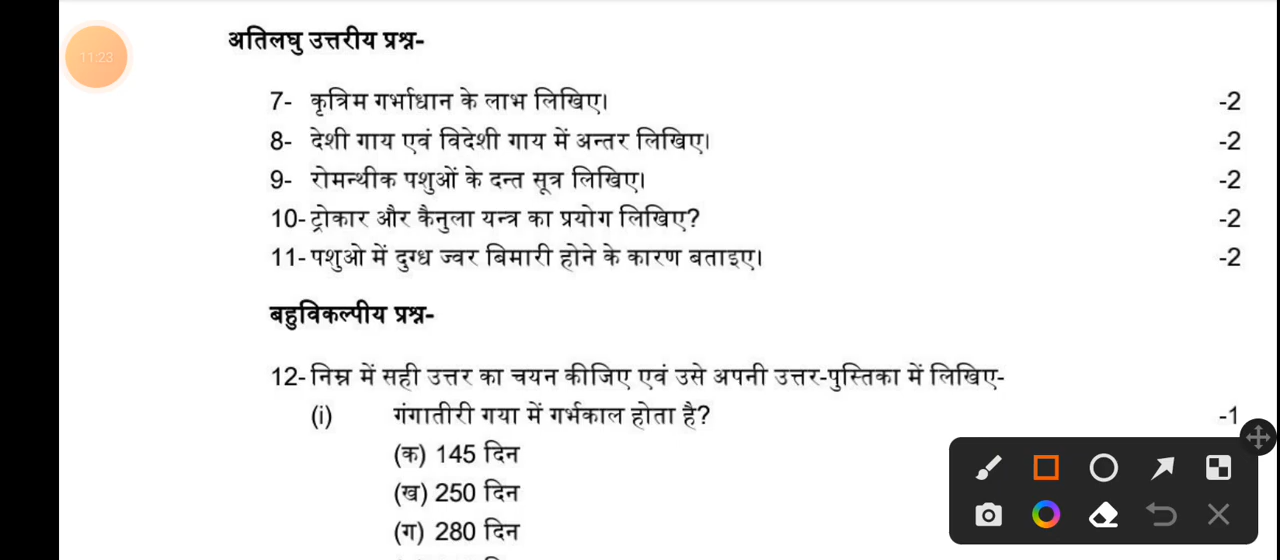 अतिलघु उत्तरीय प्रश्न-
11:23
7- कृत्रिम गर्भाधान के लाभ लिखिए। -2
8- देशी गाय एवं विदेशी गाय में अन्तर लिखिए। -2
9- रोमन्थीक पशुओं के दन्त सूत्र लिखिए। -2
10- ट्रोकार और कैनुला यन्त्र का प्रयोग लिखिए? -2
11- पशुओ में दुग्ध ज्वर बिमारी होने के कारण बताइए। -2
बहुविकल्पीय प्रश्न-
12- निम्न में सही उत्तर का चयन कीजिए एवं उसे अपनी उत्तर-पुस्तिका में लिखिए-
(i) गंगातीरी गया में गर्भकाल होता है? -1
(क) 145 दिन
(ख) 250 दिन
(ग) 280 दिन